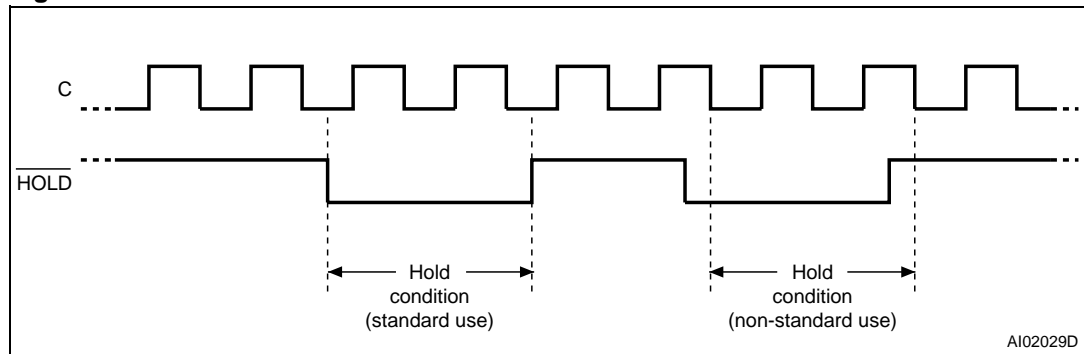 C
HOLD
Hold
condition
(standard use)
Hold
condition
(non-standard use)
AI02029D